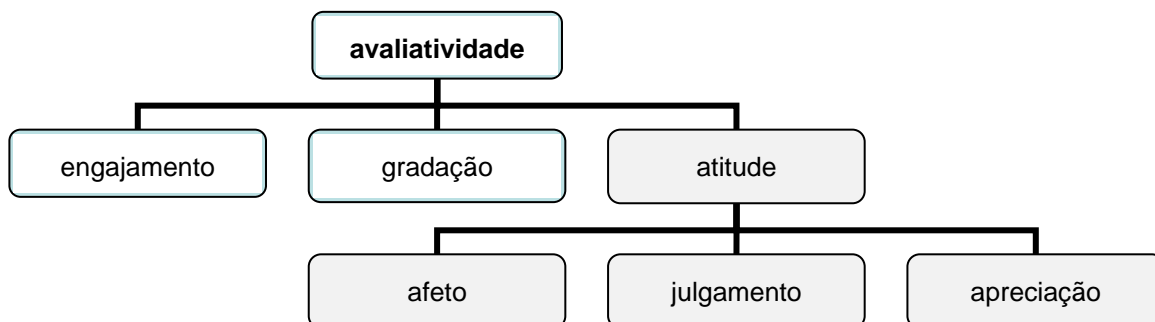 avaliatividade
engajamento
gradação
atitude
afeto
julgamento
apreciação